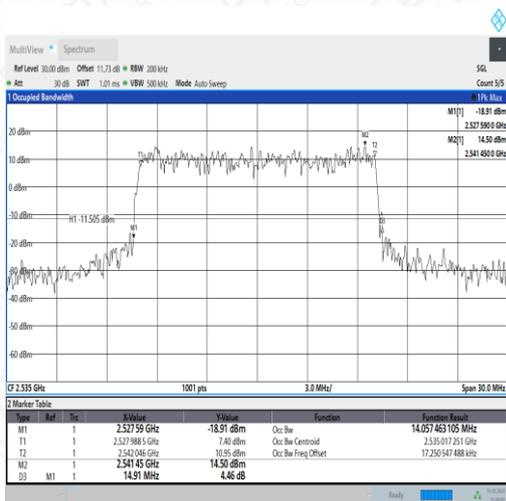 MultiView Spectrum
Ref Level 30.00 dBm Offset 11.73 dB RBW 200 kHz SGL
Att 30 dB SWT 1.01 ms VBW 500 kHz Mode Auto Sweep Count 5/5
1 Occupied Bandwidth 1Pk Max
M1[1] -18.91 dBm
2.527 590 0 GHz
M2[1] 14.50 dBm
2.541 450 0 GHz
M2
T2
20 dBm
T1
10 dBm
0 dBm
-10 dBm
H1 -11.505 dBm
D3
M1
-20 dBm
-30 dBm
-40 dBm
-60 dBm
CF 2.535 GHz 1001 pts 3.0 MHz/ Span 30.0 MHz
2 Marker Table
Type Ref Trc X-Value Y-Value Function Function Result
M1 1 2.527 59 GHz -18.91 dBm Occ Bw 14.057 463 105 MHz
T1 1 2.527 988 5 GHz 7.40 dBm Occ Bw Centroid 2.535 017 251 GHz
T2 1 2.542 046 GHz 10.95 dBm Occ Bw Freq Offset 17.250 547 488 kHz
M2 1 2.541 45 GHz 14.50 dBm
D3 M1 1 14.91 MHz 4.46 dB
Ready